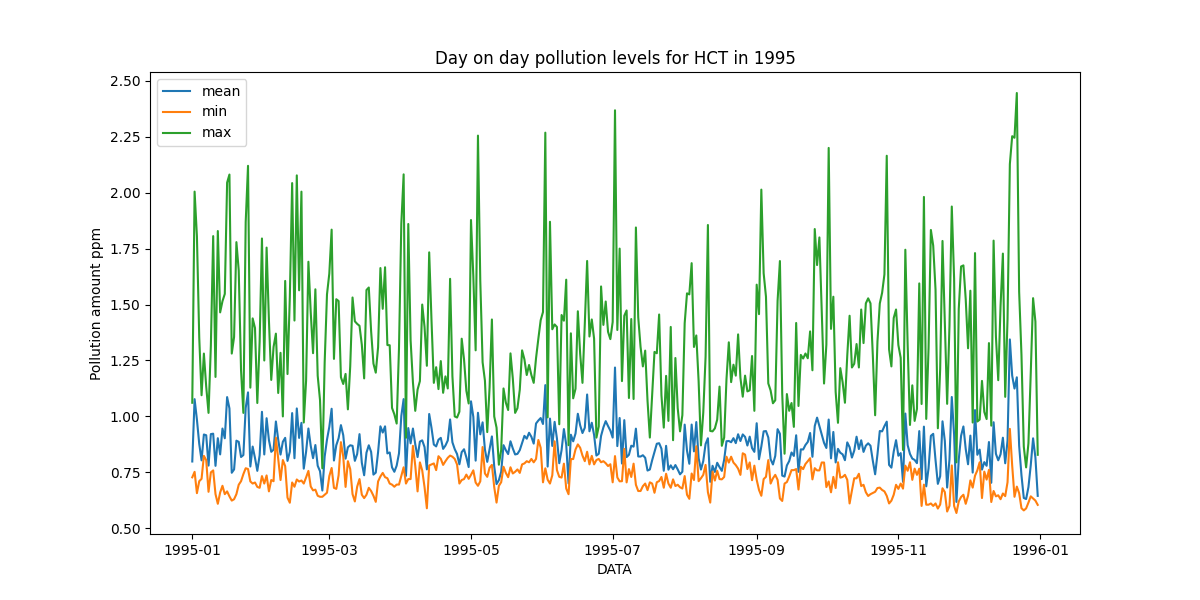 Day on day pollution levels for HCT in 1995
mean
min
max
Pollution amount ppm
2.50
2.25
2.00
1.75
1.50
1.25
1.00
0.75
0.50
1995-01
1995-03
1995-05
1995-07
1995-09
1995-11
1996-01
DATA